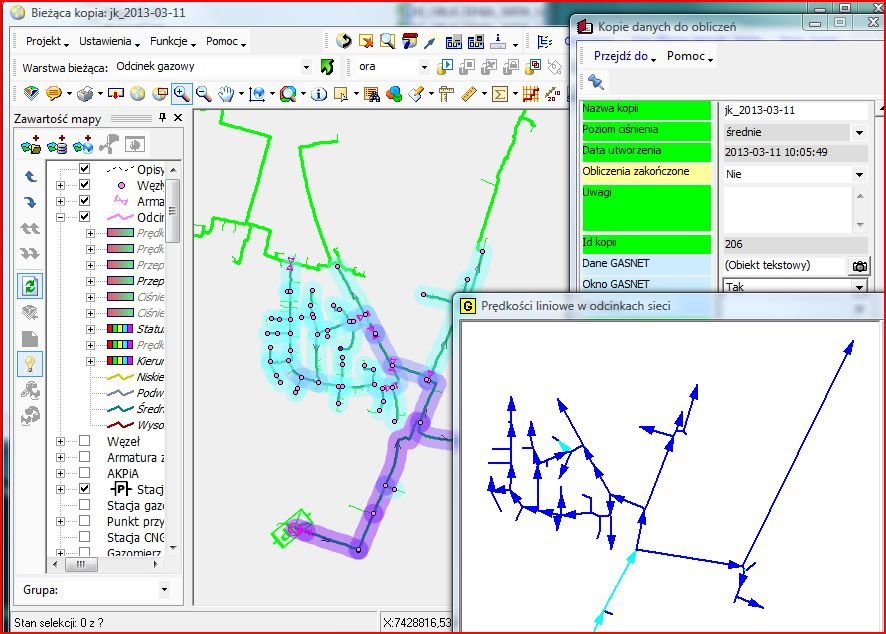 Bieżąca kopia: jk_2013-03-11
Projekt Ustawienia Funkcje Pomoc
Warstwa bieżąca: Odcinek gazowy ora
Zawartość mapy
Opisy
Węzły
Arma
Odcin
Prędk
Prędk
Przep
Przep
Ciśnie
Ciśnie
Statu
Prędk
Kierun
Niskie
Podw
Średn
Wyso
Węzeł
Armatura z
AKPiA
P Stacj
Stacja gazo
Punkt przy
Stacja CNG
Gazomierz
Grupa:
Stan selekcji: 0 z ?
X:7428816,53
Kopie danych do obliczeń
Przejdź do Pomoc
Nazwa kopii jk_2013-03-11
Poziom ciśnienia średnie
Data utworzenia 2013-03-11 10:05:49
Obliczenia zakończone Nie
Uwagi
Id kopii 206
Dane GASNET (Obiekt tekstowy)
Okno GASNET Tak
G Prędkości liniowe w odcinkach sieci